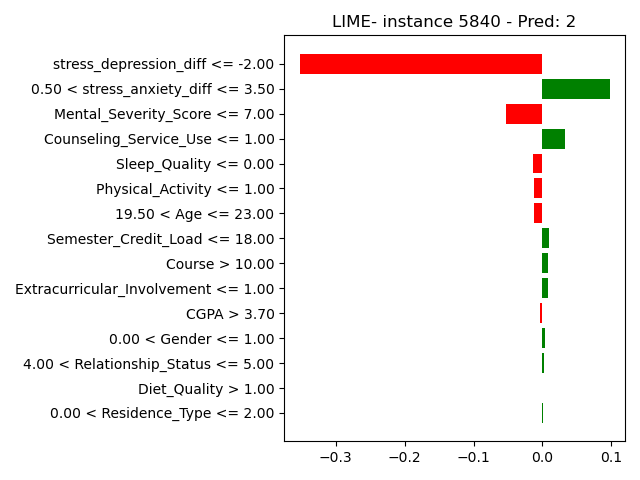 LIME- instance 5840 - Pred: 2
stress_depression_diff <= -2.00
0.50 < stress_anxiety_diff <= 3.50
Mental_Severity_Score <= 7.00
Counseling_Service_Use <= 1.00
Sleep_Quality <= 0.00
Physical_Activity <= 1.00
19.50 < Age <= 23.00
Semester_Credit_Load <= 18.00
Course > 10.00
Extracurricular_Involvement <= 1.00
CGPA > 3.70
0.00 < Gender <= 1.00
4.00 < Relationship_Status <= 5.00
Diet_Quality > 1.00
0.00 < Residence_Type <= 2.00
−0.3 −0.2 −0.1 0.0 0.1